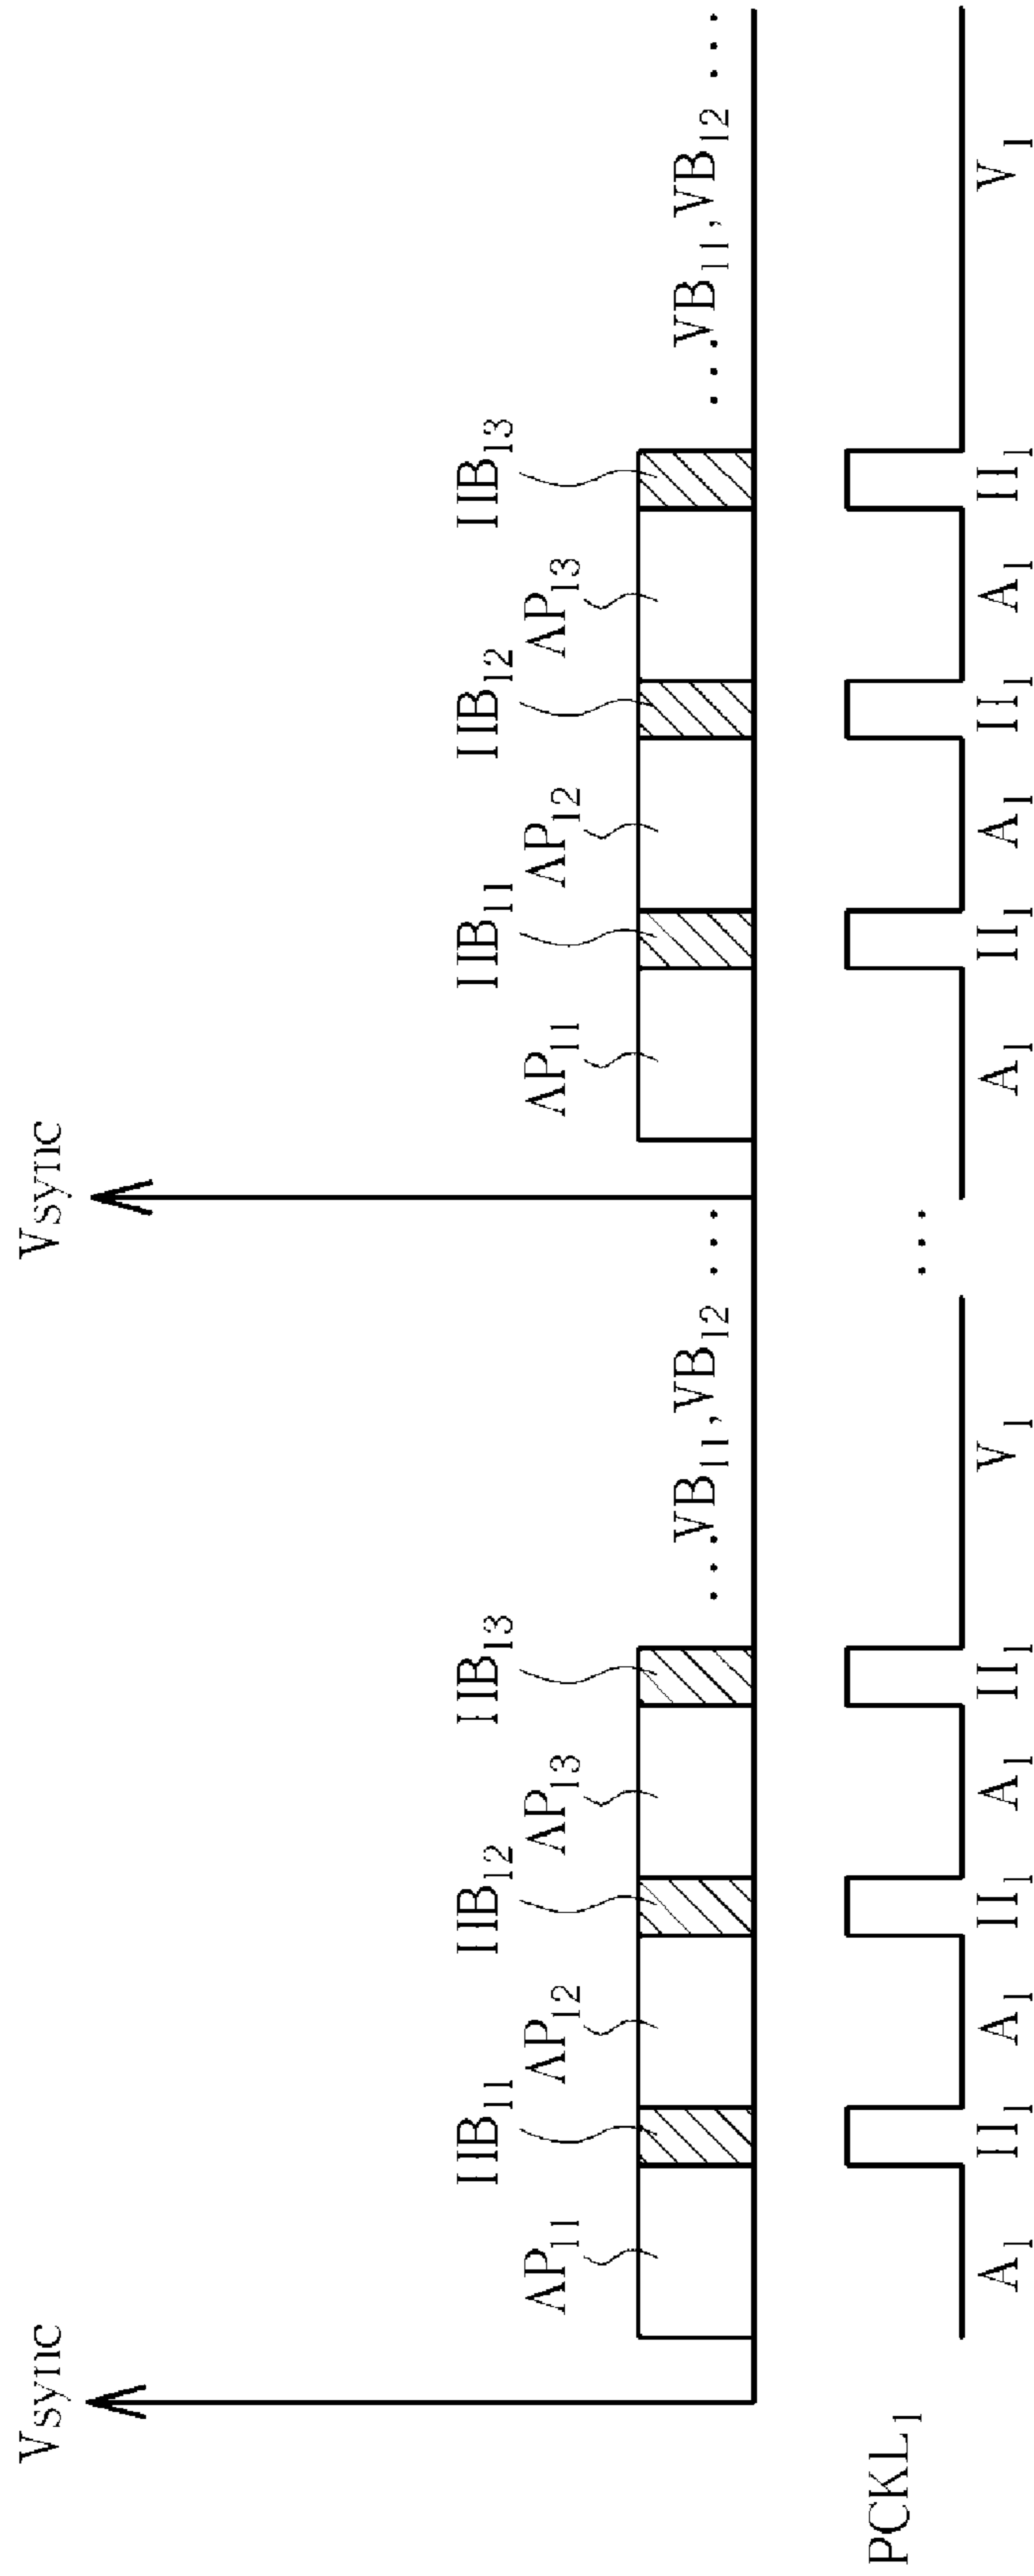 Vsync Vsync
HB₁₁ HB₁₂ HB₁₃ HB₁₁ HB₁₂ HB₁₃
AP₁₁ AP₁₂ AP₁₃ AP₁₁ AP₁₂ AP₁₃
...VB₁₁,VB₁₂ ... ...VB₁₁,VB₁₂ ...
PCKL₁ ...
A₁ H₁ A₁ H₁ A₁ H₁ V₁ A₁ H₁ A₁ H₁ A₁ H₁ V₁